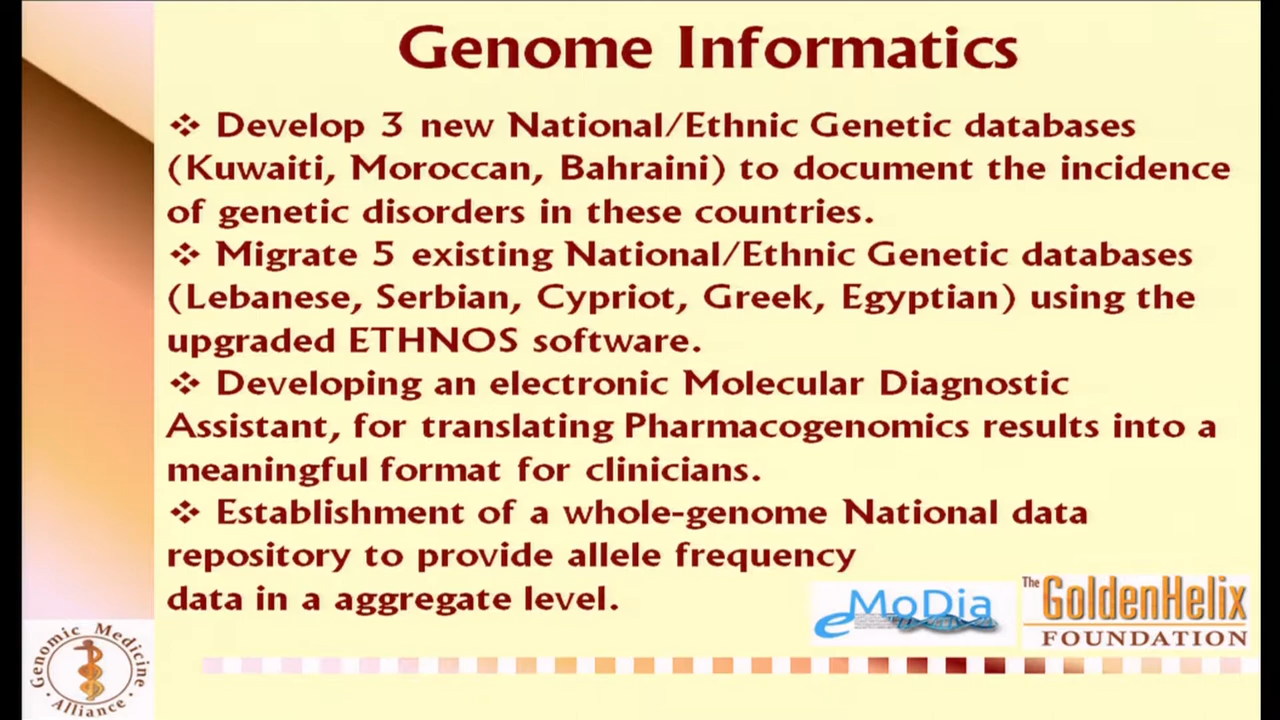 Genome Informatics
❖ Develop 3 new National/Ethnic Genetic databases
(Kuwaiti, Moroccan, Bahraini) to document the incidence
of genetic disorders in these countries.
❖ Migrate 5 existing National/Ethnic Genetic databases
(Lebanese, Serbian, Cypriot, Greek, Egyptian) using the
upgraded ETHNOS software.
❖ Developing an electronic Molecular Diagnostic
Assistant, for translating Pharmacogenomics results into a
meaningful format for clinicians.
❖ Establishment of a whole-genome National data
repository to provide allele frequency
data in a aggregate level.
eMoDia
The GoldenHelix
FOUNDATION
Genomic Medicine
· Alliance ·